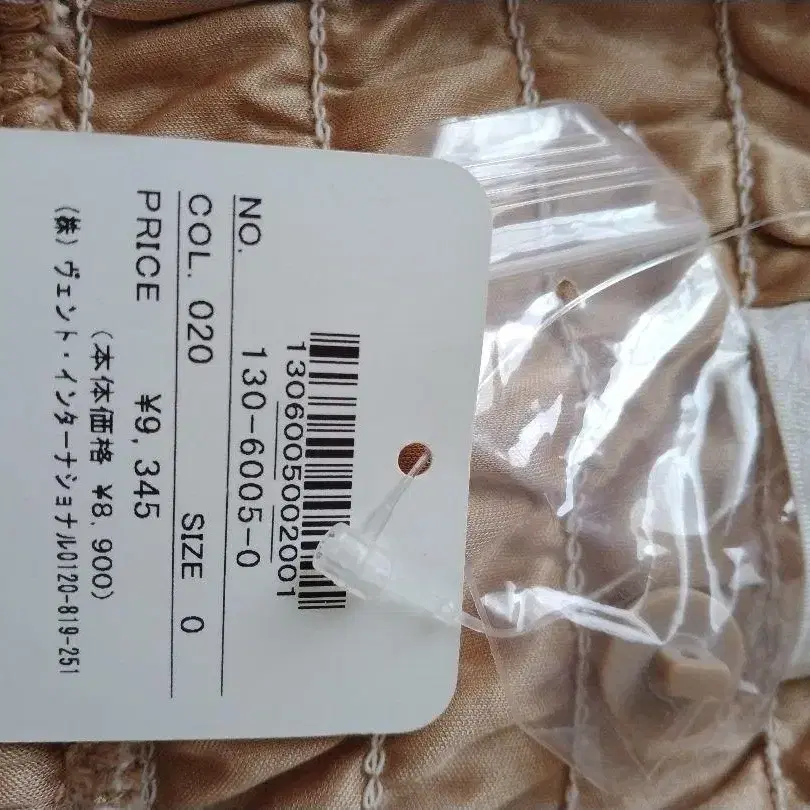 1306005002001
NO. 130-6005-0
COL. 020 SIZE 0
PRICE ¥9,345
(本体価格 ¥8,900)
(株) ヴェント・インターナショナル0120-819-251